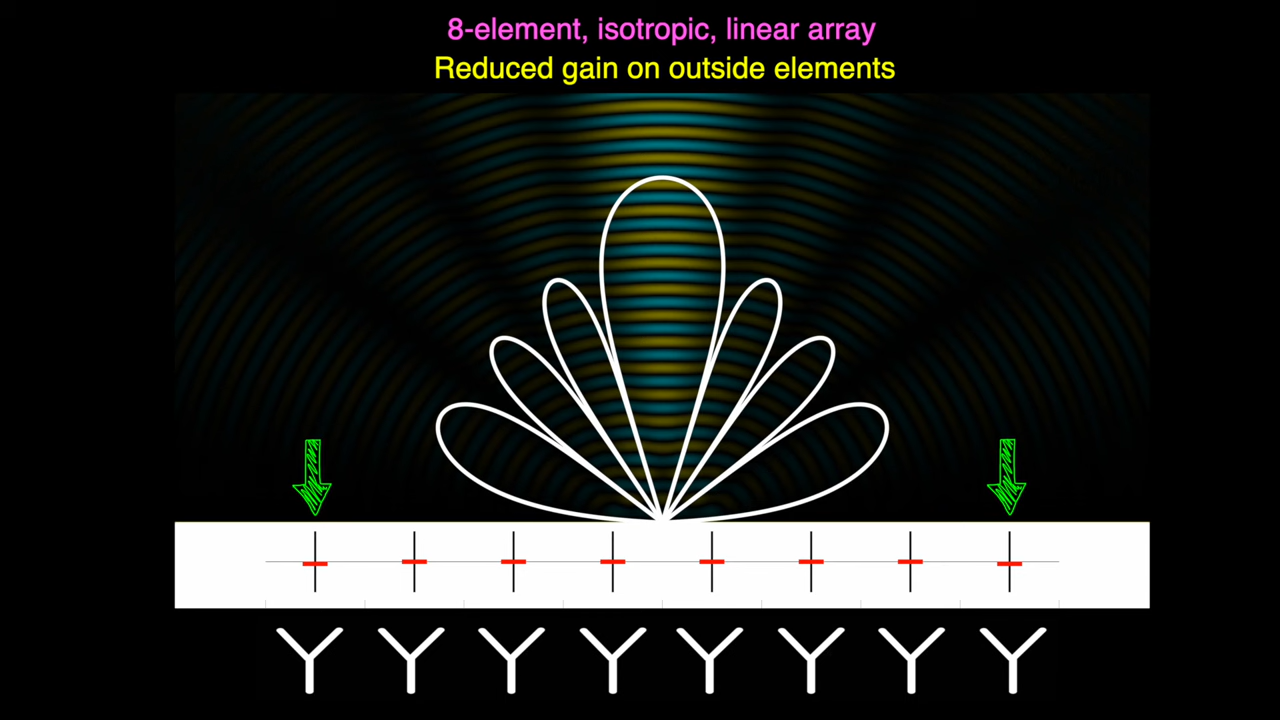 8-element, isotropic, linear array
Reduced gain on outside elements